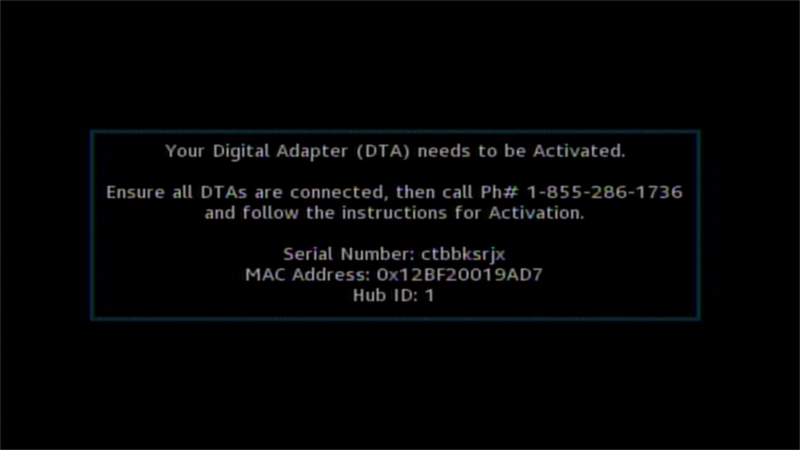 Your Digital Adapter (DTA) needs to be Activated.
Ensure all DTAs are connected, then call Ph# 1-855-286-1736
and follow the instructions for Activation.
Serial Number: ctbbksrjx
MAC Address: 0x12BF20019AD7
Hub ID: 1